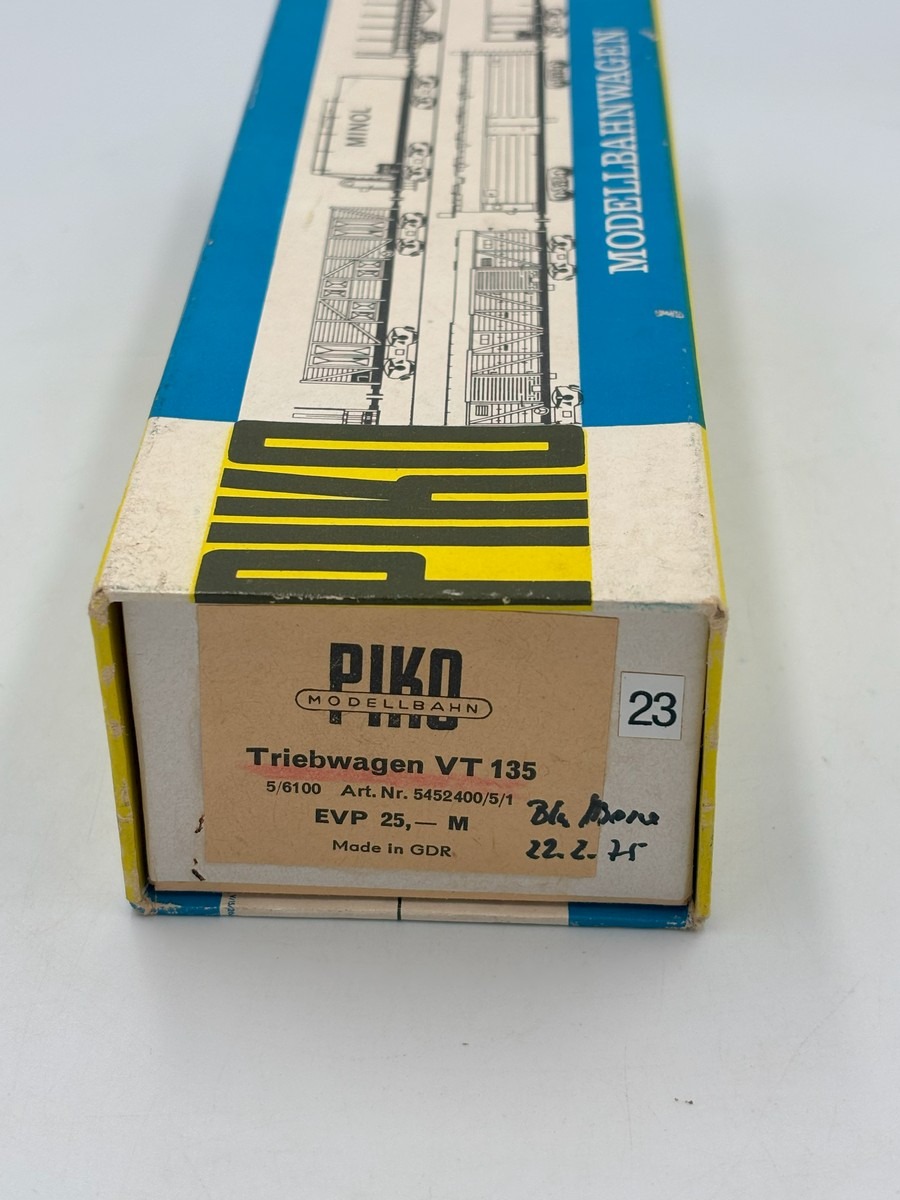 MINOL
MODELLBAHNWAGEN
PIKO
PIKO
MODELLBAHN
23
Triebwagen VT 135
5/6100 Art. Nr. 5452400/5/1
EVP 25,— M
Made in GDR
22.2.75